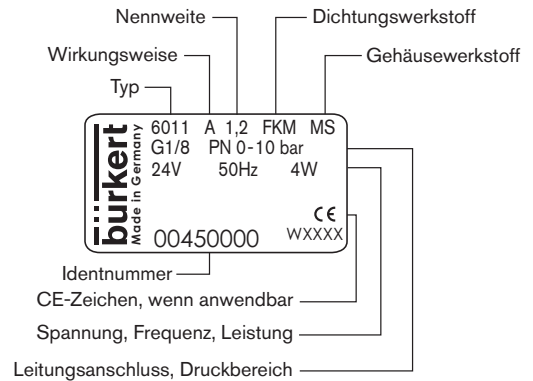 Nennweite
Dichtungswerkstoff
Wirkungsweise
Gehäusewerkstoff
Typ
bürkert
Made in Germany
6011 A 1,2 FKM MS
G1/8 PN 0-10 bar
24V 50Hz 4W
CE
00450000 WXXXX
Identnummer
CE-Zeichen, wenn anwendbar
Spannung, Frequenz, Leistung
Leitungsanschluss, Druckbereich